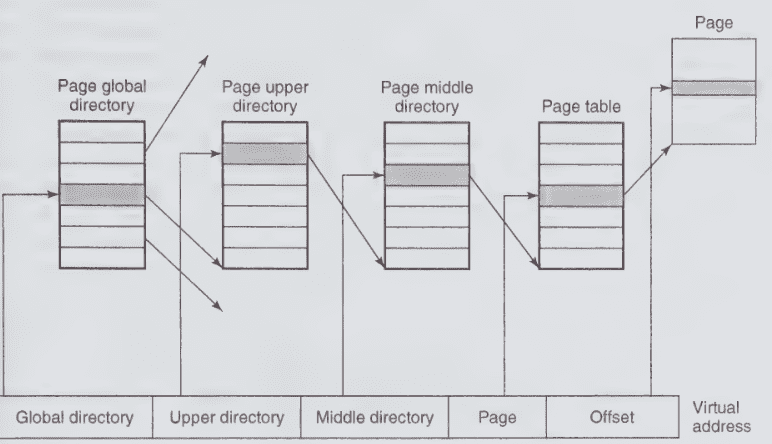 Page
Page global
directory
Page upper
directory
Page middle
directory
Page table
Global directory
Upper directory
Middle directory
Page
Offset
Virtual
address